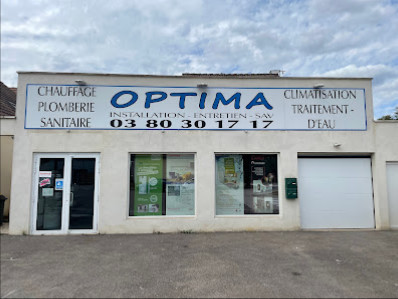 CHAUFFAGE
PLOMBERIE
SANITAIRE
OPTIMA
INSTALLATION - ENTRETIEN - SAV
03 80 30 17 17
CLIMATISATION
TRAITEMENT -
D'EAU